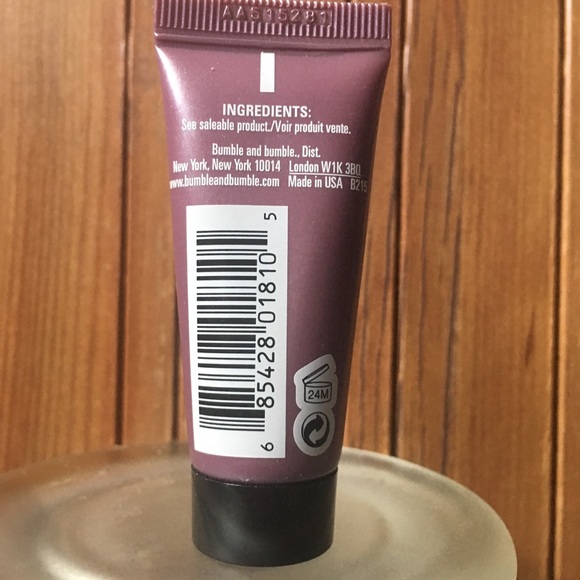 AA515281
INGREDIENTS:
See saleable product./Voir produit vente.
Bumble and bumble., Dist.
New York, New York 10014 London W1K 3BQ
www.bumbleandbumble.com Made in USA B215
6 85428 01810 5
24M